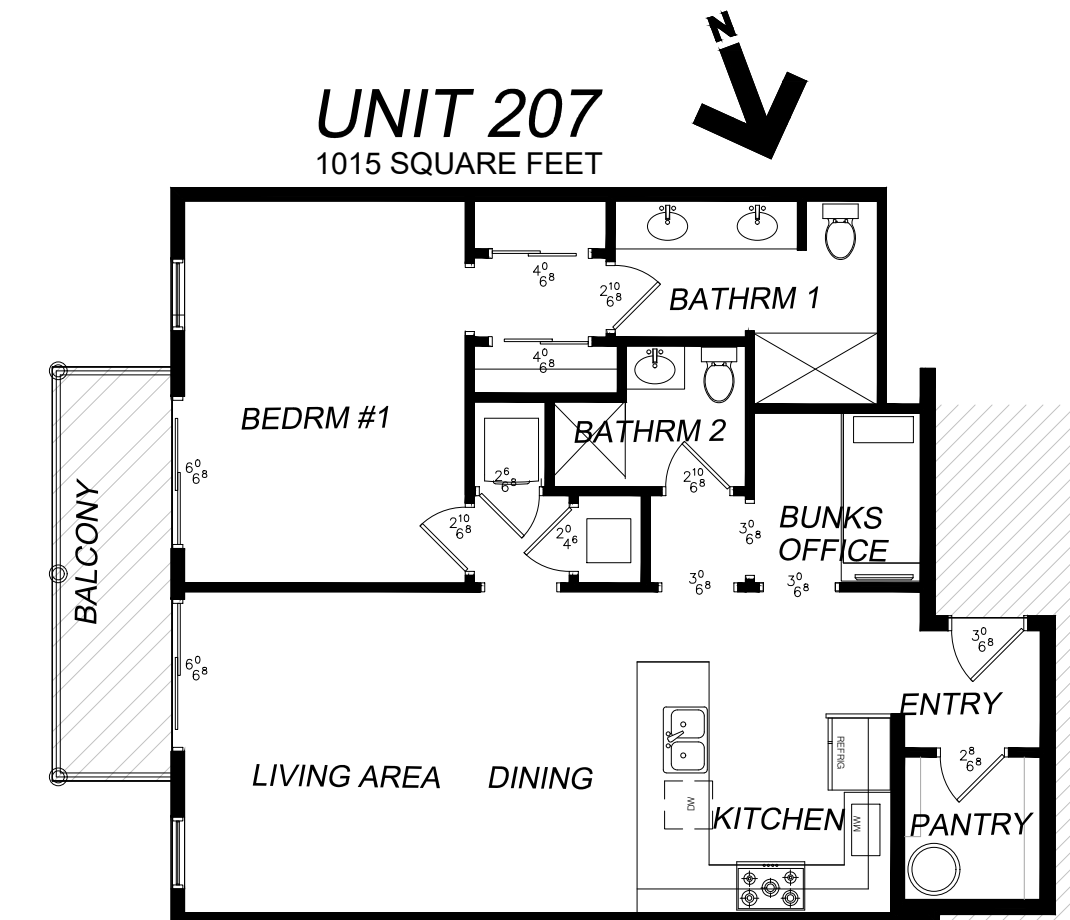 N
UNIT 207
1015 SQUARE FEET
4⁰
6⁸
2¹⁰
6⁸
BATHRM 1
4⁰
6⁸
BEDRM #1
BATHRM 2
6⁰
6⁸
2⁶
6⁸
2¹⁰
6⁸
BALCONY
2¹⁰
6⁸
2⁰
4⁶
3⁰
6⁸
BUNKS
OFFICE
3⁰
6⁸
3⁰
6⁸
6⁰
6⁸
3⁰
6⁸
ENTRY
REFRIG
2⁸
6⁸
LIVING AREA
DINING
DW
KITCHEN
MW
PANTRY